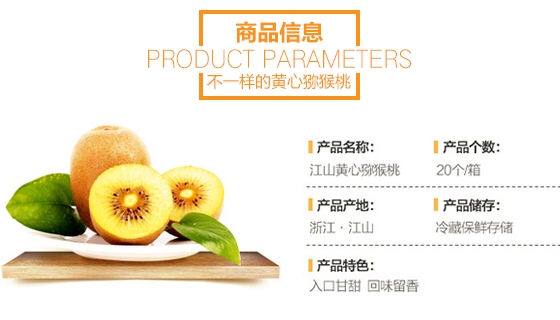 商品信息
PRODUCT PARAMETERS
不一样的黄心猕猴桃
产品名称： 产品个数：
江山黄心猕猴桃 20个/箱
产品产地： 产品储存：
浙江·江山 冷藏保鲜存储
产品特色：
入口甘甜 回味留香